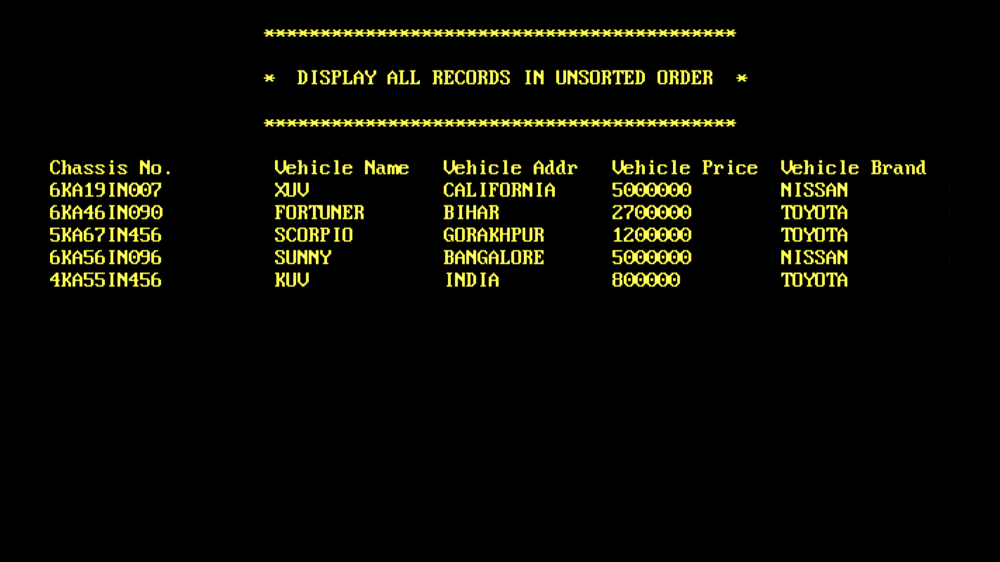 ******************************************
*  DISPLAY ALL RECORDS IN UNSORTED ORDER  *
******************************************
Chassis No.         Vehicle Name   Vehicle Addr   Vehicle Price  Vehicle Brand
6KA19IN007          XUV            CALIFORNIA     5000000        NISSAN
6KA46IN090          FORTUNER       BIHAR          2700000        TOYOTA
5KA67IN456          SCORPIO        GORAKHPUR      1200000        TOYOTA
6KA56IN096          SUNNY          BANGALORE      5000000        NISSAN
4KA55IN456          KUV            INDIA          800000         TOYOTA